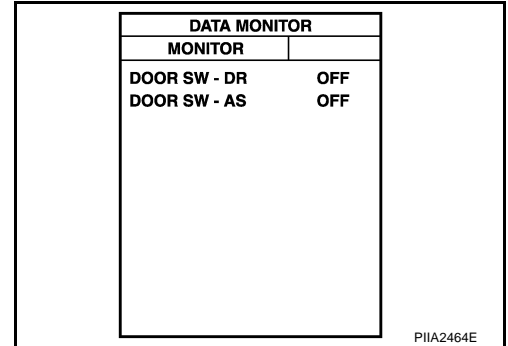 DATA MONITOR
MONITOR
DOOR SW - DR OFF
DOOR SW - AS OFF
PIIA2464E